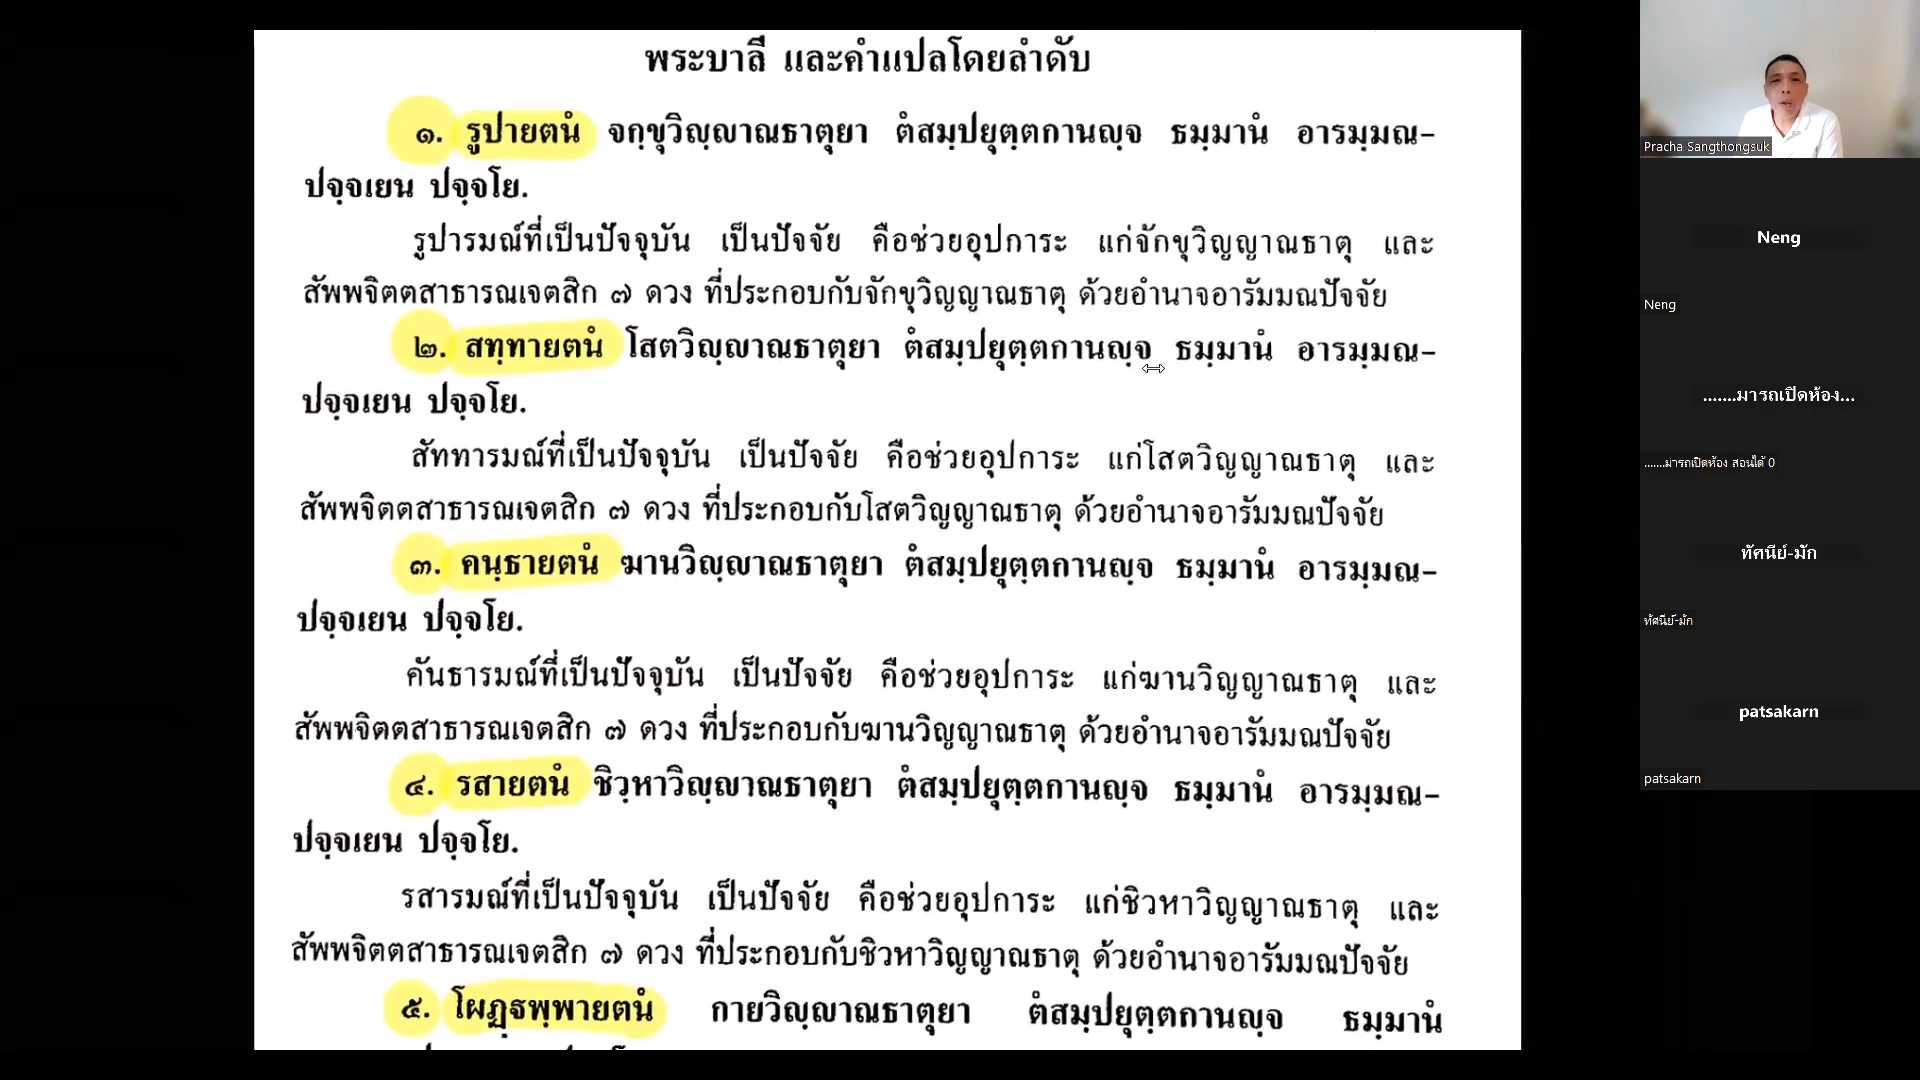 พระบาลี และคำแปลโดยลำดับ
๑. รูปายตนํ จกฺขุวิญฺญาณธาตุยา ตํสมฺปยุตฺตกานญฺจ ธมฺมานํ อารมฺมณ-
ปจฺจเยน ปจฺจโย.
รูปารมณ์ที่เป็นปัจจุบัน เป็นปัจจัย คือช่วยอุปการะ แก่จักขุวิญญาณธาตุ และ
สัพพจิตตสาธารณเจตสิก ๗ ดวง ที่ประกอบกับจักขุวิญญาณธาตุ ด้วยอำนาจอารัมมณปัจจัย
๒. สทฺทายตนํ โสตวิญฺญาณธาตุยา ตํสมฺปยุตฺตกานญฺจ ธมฺมานํ อารมฺมณ-
ปจฺจเยน ปจฺจโย.
สัททารมณ์ที่เป็นปัจจุบัน เป็นปัจจัย คือช่วยอุปการะ แก่โสตวิญญาณธาตุ และ
สัพพจิตตสาธารณเจตสิก ๗ ดวง ที่ประกอบกับโสตวิญญาณธาตุ ด้วยอำนาจอารัมมณปัจจัย
๓. คนฺธายตนํ ฆานวิญฺญาณธาตุยา ตํสมฺปยุตฺตกานญฺจ ธมฺมานํ อารมฺมณ-
ปจฺจเยน ปจฺจโย.
คันธารมณ์ที่เป็นปัจจุบัน เป็นปัจจัย คือช่วยอุปการะ แก่ฆานวิญญาณธาตุ และ
สัพพจิตตสาธารณเจตสิก ๗ ดวง ที่ประกอบกับฆานวิญญาณธาตุ ด้วยอำนาจอารัมมณปัจจัย
๔. รสายตนํ ชิวฺหาวิญฺญาณธาตุยา ตํสมฺปยุตฺตกานญฺจ ธมฺมานํ อารมฺมณ-
ปจฺจเยน ปจฺจโย.
รสารมณ์ที่เป็นปัจจุบัน เป็นปัจจัย คือช่วยอุปการะ แก่ชิวหาวิญญาณธาตุ และ
สัพพจิตตสาธารณเจตสิก ๗ ดวง ที่ประกอบกับชิวหาวิญญาณธาตุ ด้วยอำนาจอารัมมณปัจจัย
๕. โผฏฺฐพฺพายตนํ กายวิญฺญาณธาตุยา ตํสมฺปยุตฺตกานญฺจ ธมฺมานํ
Pracha Sangthongsuk
Neng
Neng
.......มารถเปิดห้อง...
.......มารถเปิดห้อง สอนได้ 0
ทัศนีย์-มัก
ทัศนีย์-มัก
patsakarn
patsakarn